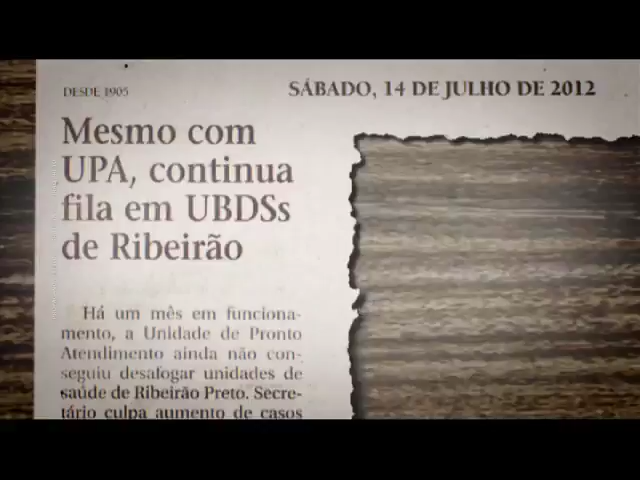 DESDE 1905
SÁBADO, 14 DE JULHO DE 2012
Mesmo com
UPA, continua
fila em UBDSs
de Ribeirão
Há um mês em funciona-
mento, a Unidade de Pronto
Atendimento ainda não con-
seguiu desafogar unidades de
saúde de Ribeirão Preto. Secre-
tário culpa aumento de casos